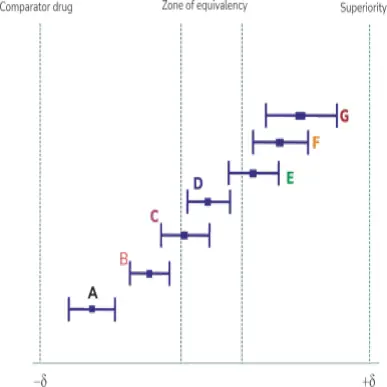 Comparator drug Zone of equivalency Superiority
G
F
E
D
C
B
A
−δ +δ